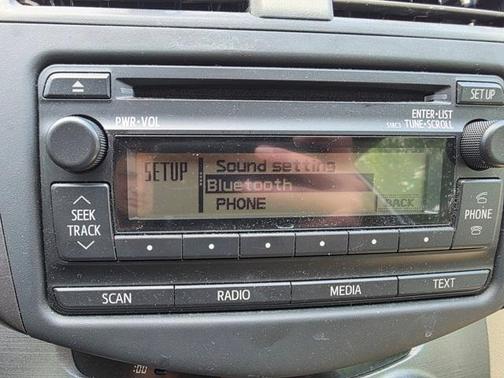 SET UP
PWR•VOL
ENTER•LIST
TUNE•SCROLL
SETUP
Sound setting
Bluetooth
PHONE
BACK
SEEK
TRACK
PHONE
SCAN
RADIO
MEDIA
TEXT
:00